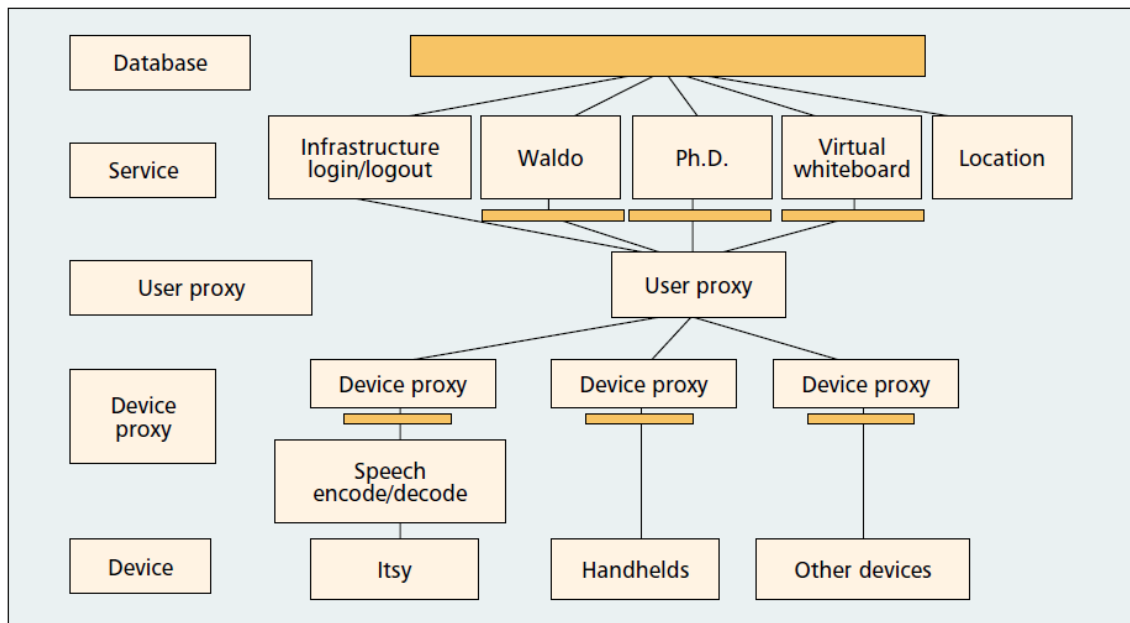 Database
Infrastructure
login/logout
Waldo
Ph.D.
Virtual
whiteboard
Location
Service
User proxy
User proxy
Device
proxy
Device proxy
Device proxy
Device proxy
Speech
encode/decode
Device
Itsy
Handhelds
Other devices